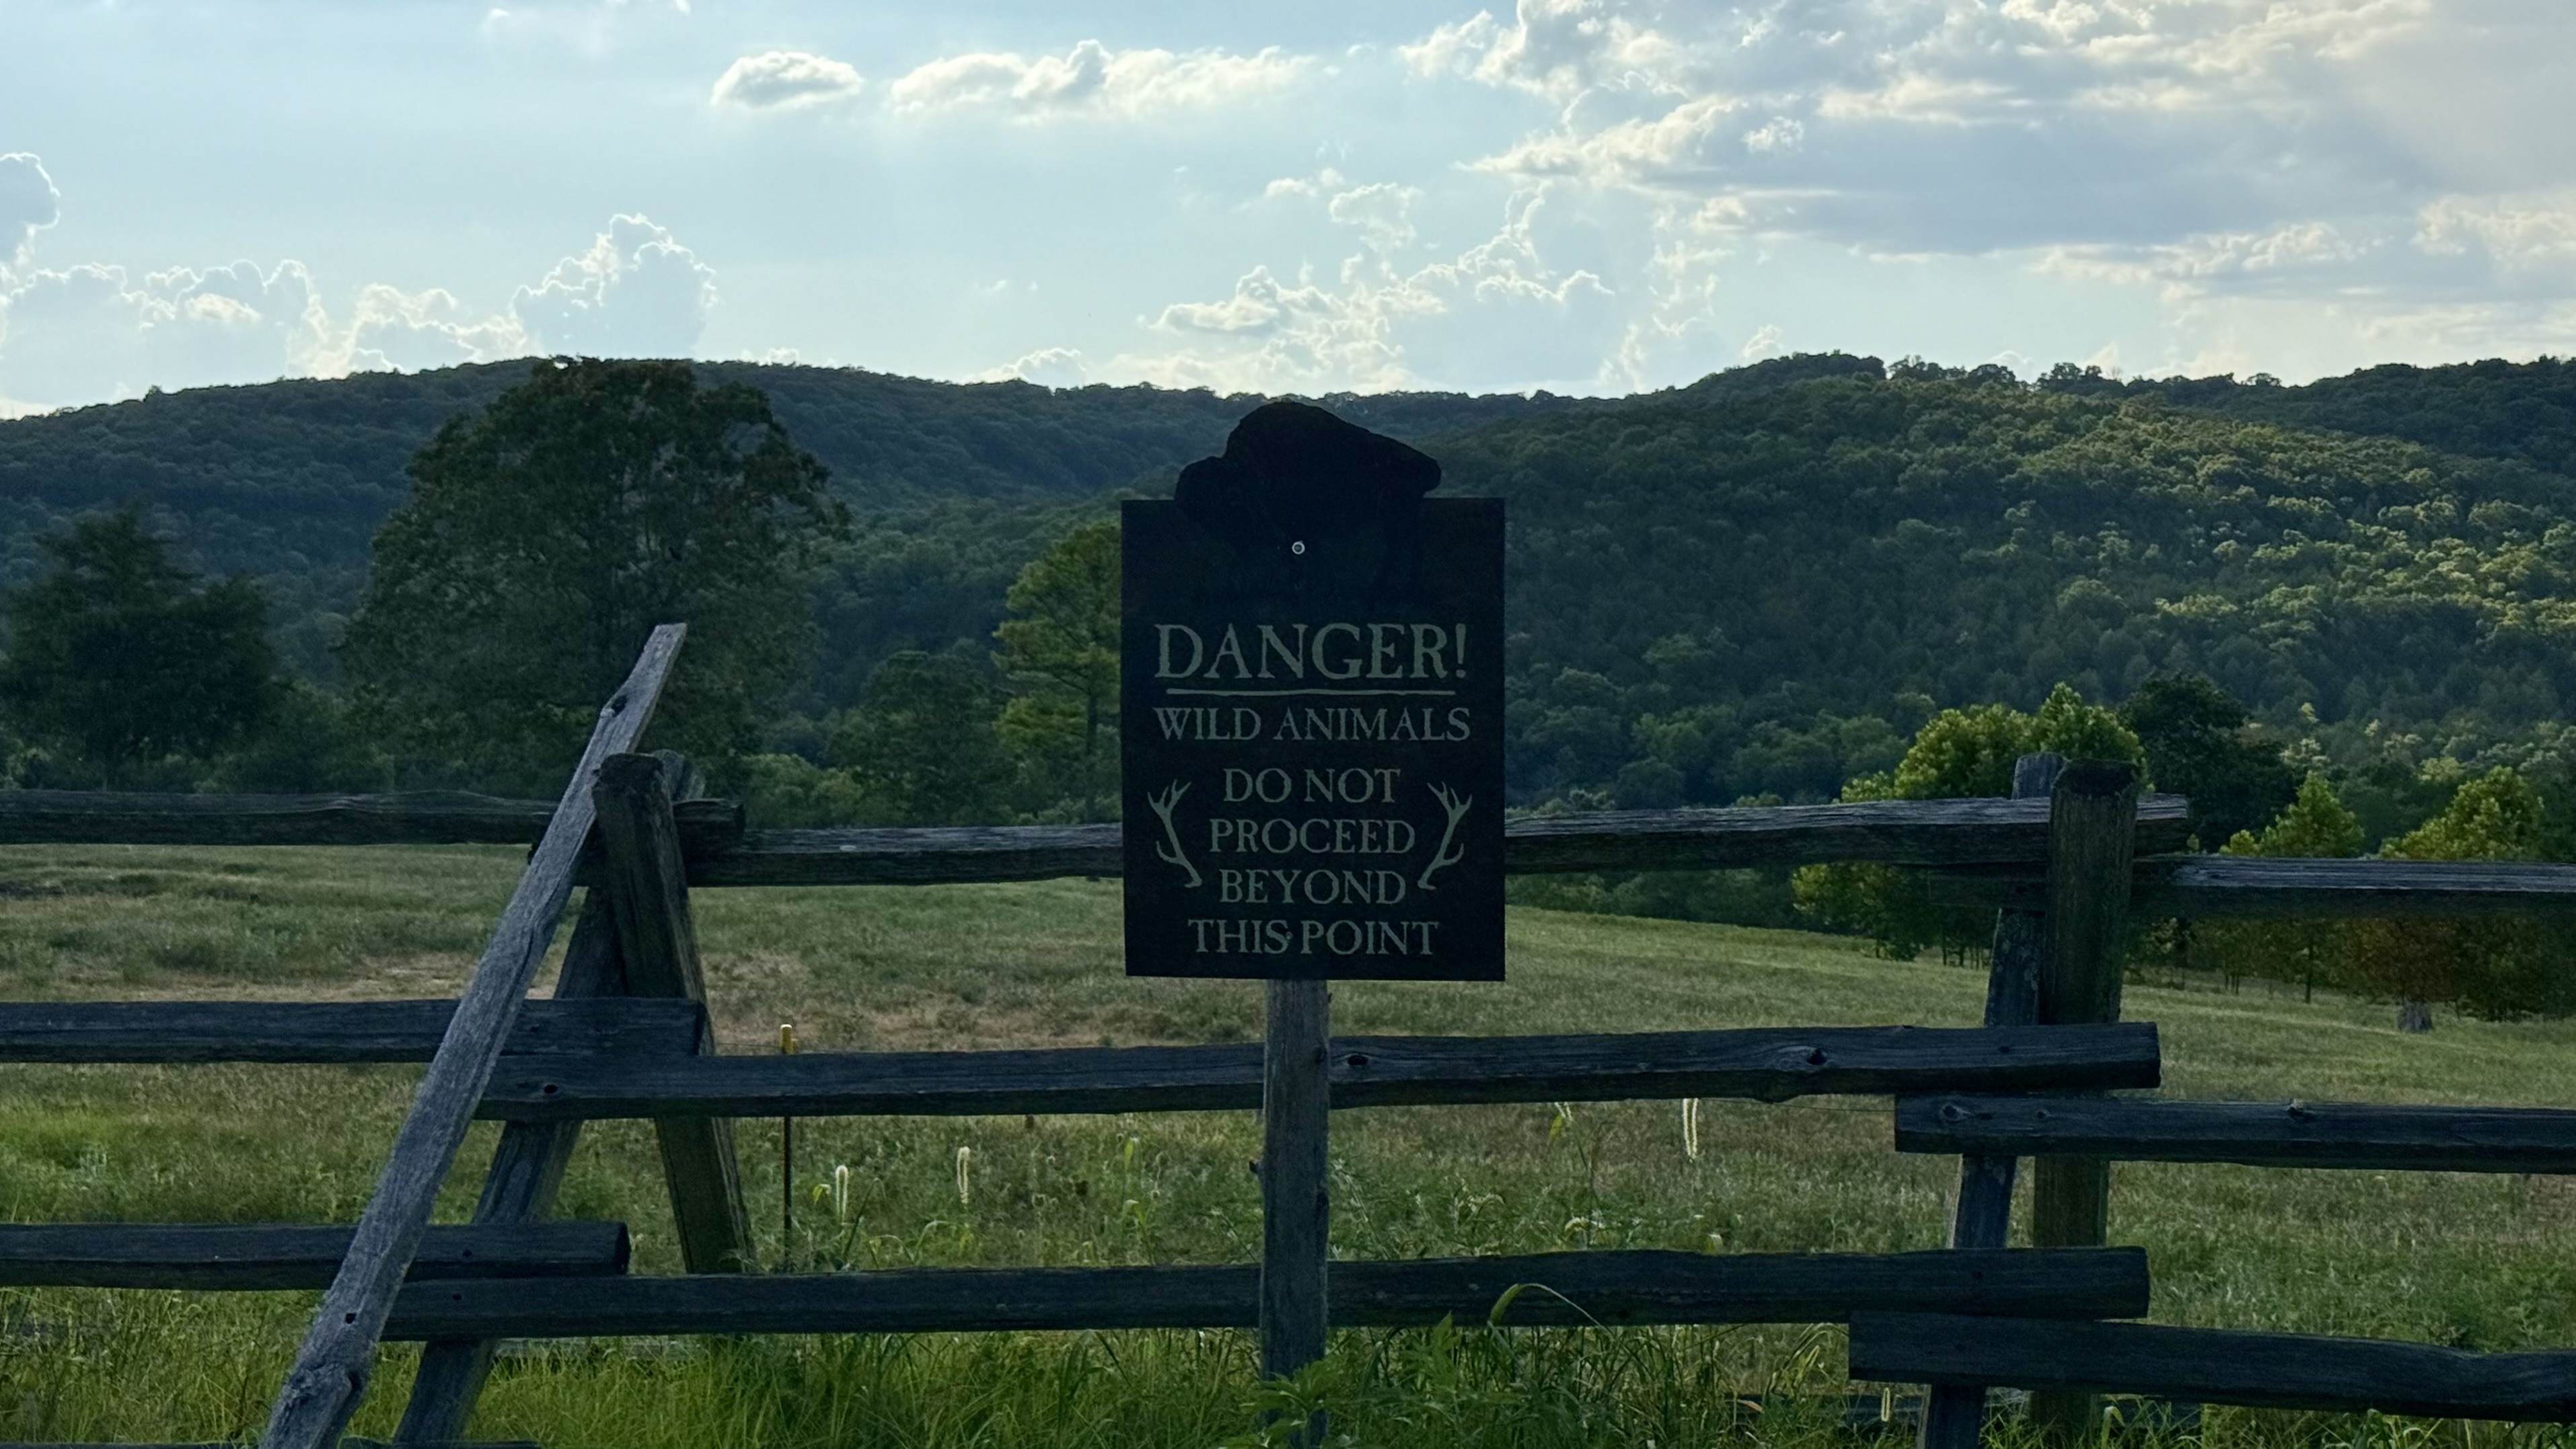 DANGER!
WILD ANIMALS
DO NOT
PROCEED
BEYOND
THIS POINT